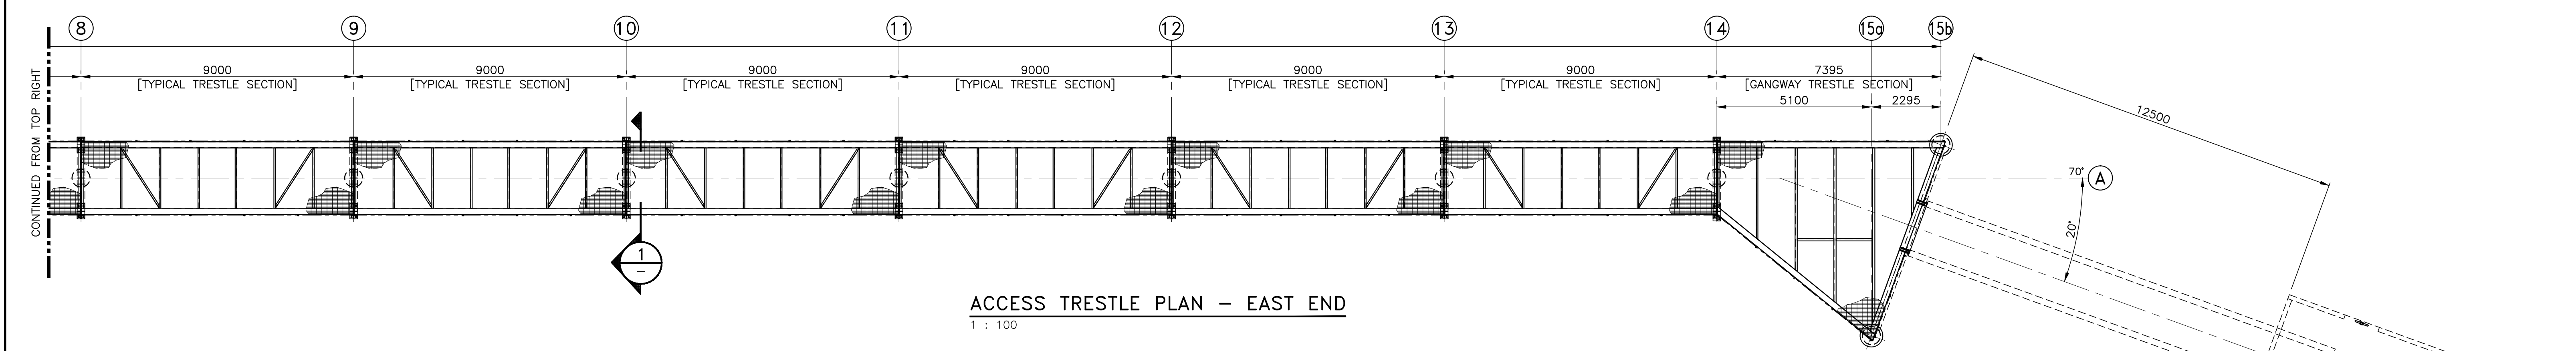 8 9 10 11 12 13 14 15a 15b
9000 9000 9000 9000 9000 9000 7395
[TYPICAL TRESTLE SECTION] [TYPICAL TRESTLE SECTION] [TYPICAL TRESTLE SECTION] [TYPICAL TRESTLE SECTION] [TYPICAL TRESTLE SECTION] [TYPICAL TRESTLE SECTION] [GANGWAY TRESTLE SECTION]
5100 2295
12500
CONTINUED FROM TOP RIGHT
70°
A
20°
1
–
ACCESS TRESTLE PLAN – EAST END
1 : 100